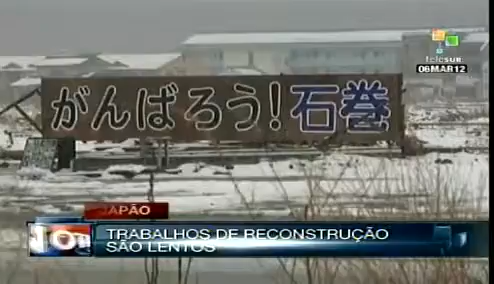 teleSUR
06MAR12
がんばろう!石巻
JAPÃO
TRABALHOS DE RECONSTRUÇÃO
SÃO LENTOS